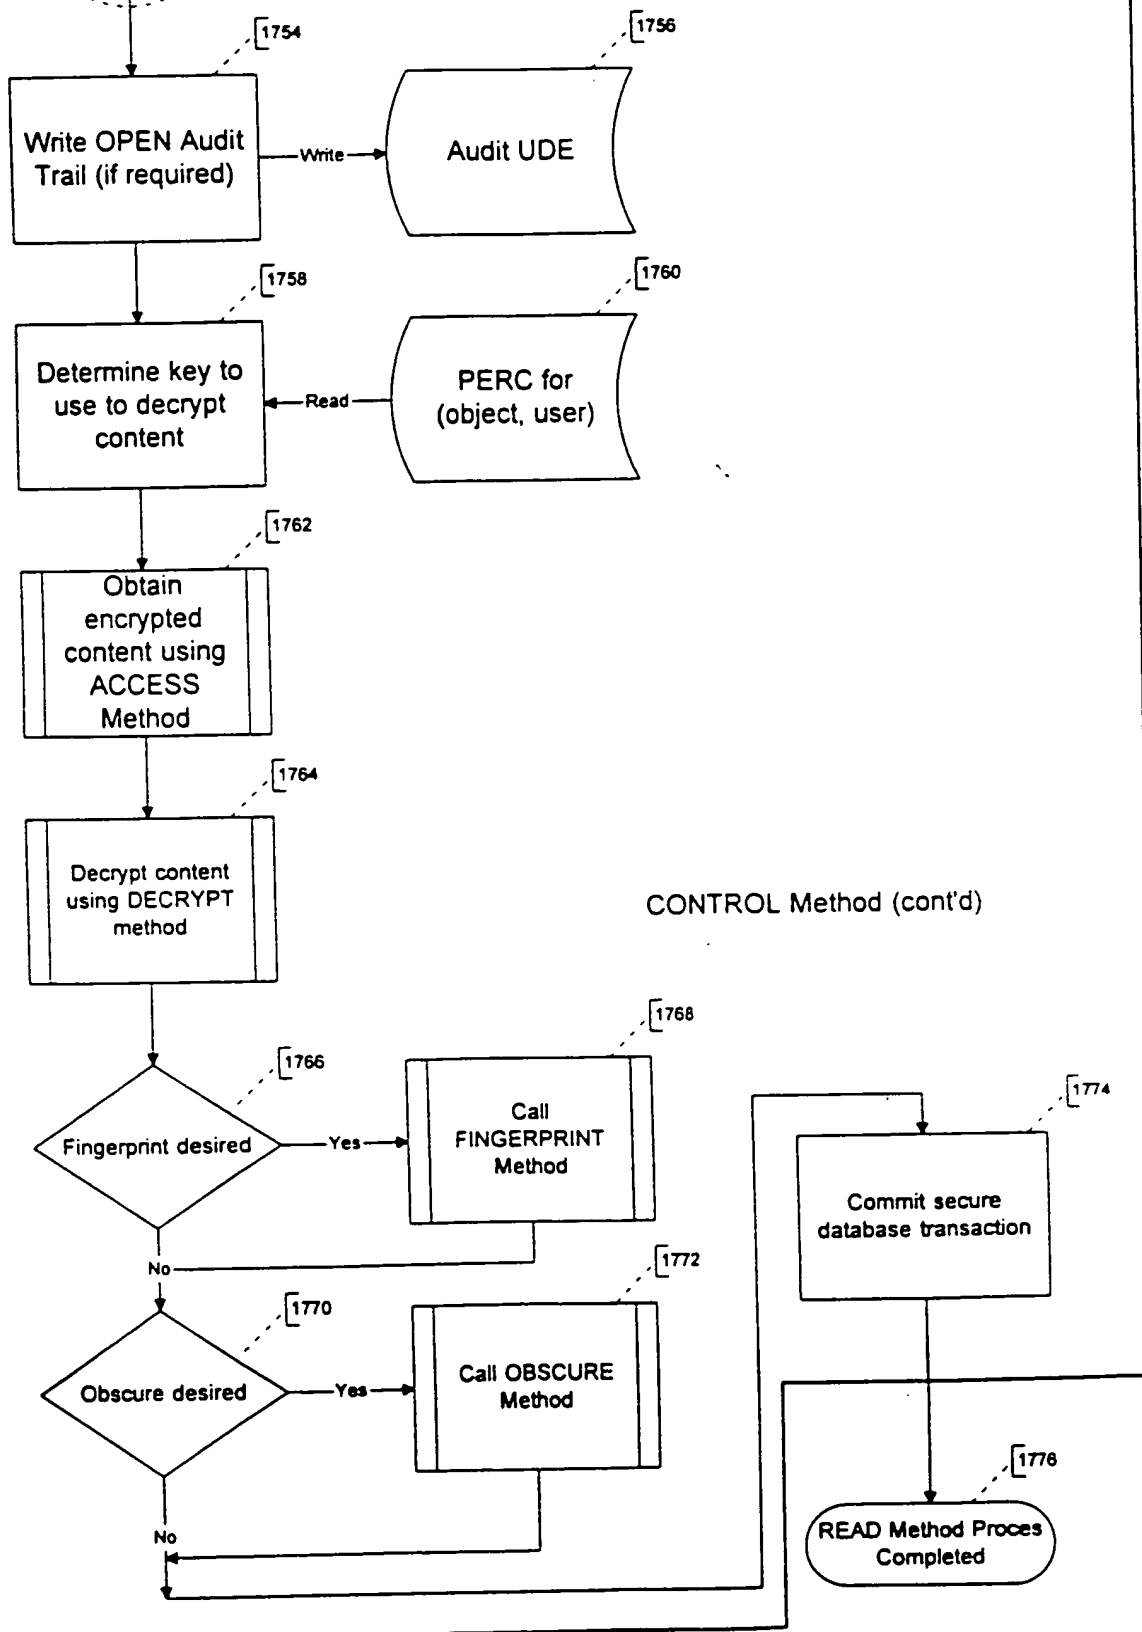 1754
1756
Write OPEN Audit
Trail (if required)
Write
Audit UDE
1758
1760
Determine key to
use to decrypt
content
Read
PERC for
(object, user)
1762
Obtain
encrypted
content using
ACCESS
Method
1764
Decrypt content
using DECRYPT
method
CONTROL Method (cont'd)
1766
1768
Fingerprint desired
Yes
Call
FINGERPRINT
Method
1774
Commit secure
database transaction
No
1770
1772
Obscure desired
Yes
Call OBSCURE
Method
No
1776
READ Method Proces
Completed